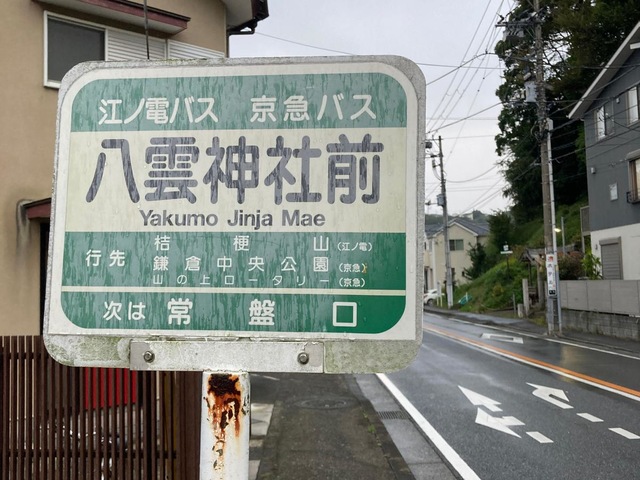 江ノ電バス 京急バス
八雲神社前
Yakumo Jinja Mae
行先
桔梗山(江ノ電)
鎌倉中央公園(京急)
山の上ロータリー(京急)
次は 常盤口